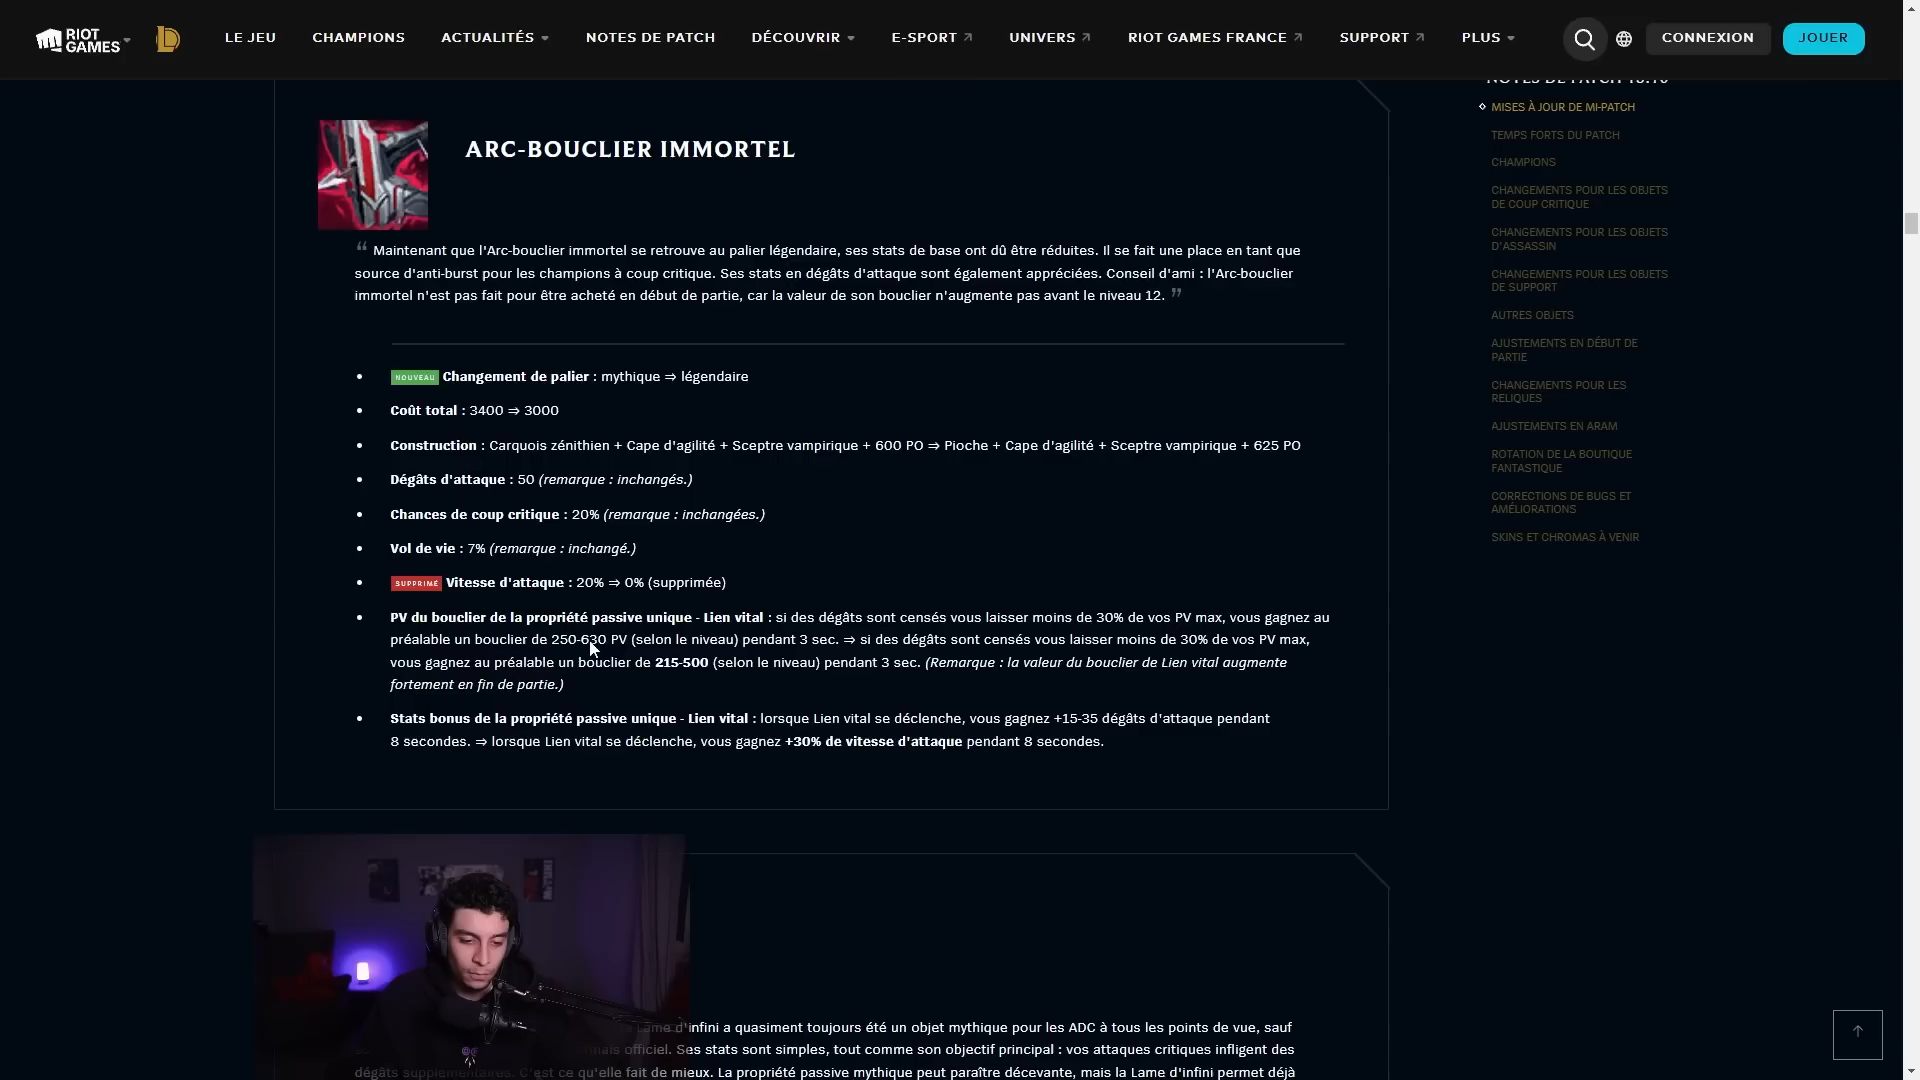 RIOT GAMES
LE JEU
CHAMPIONS
ACTUALITÉS
NOTES DE PATCH
DÉCOUVRIR
E-SPORT
UNIVERS
RIOT GAMES FRANCE
SUPPORT
PLUS
CONNEXION
JOUER
ARC-BOUCLIER IMMORTEL
“ Maintenant que l'Arc-bouclier immortel se retrouve au palier légendaire, ses stats de base ont dû être réduites. Il se fait une place en tant que
source d'anti-burst pour les champions à coup critique. Ses stats en dégâts d'attaque sont également appréciées. Conseil d'ami : l'Arc-bouclier
immortel n'est pas fait pour être acheté en début de partie, car la valeur de son bouclier n'augmente pas avant le niveau 12. ”
• NOUVEAU Changement de palier : mythique ⇒ légendaire
• Coût total : 3400 ⇒ 3000
• Construction : Carquois zénithien + Cape d'agilité + Sceptre vampirique + 600 PO ⇒ Pioche + Cape d'agilité + Sceptre vampirique + 625 PO
• Dégâts d'attaque : 50 (remarque : inchangés.)
• Chances de coup critique : 20% (remarque : inchangées.)
• Vol de vie : 7% (remarque : inchangé.)
• SUPPRIMÉ Vitesse d'attaque : 20% ⇒ 0% (supprimée)
• PV du bouclier de la propriété passive unique - Lien vital : si des dégâts sont censés vous laisser moins de 30% de vos PV max, vous gagnez au
préalable un bouclier de 250-630 PV (selon le niveau) pendant 3 sec. ⇒ si des dégâts sont censés vous laisser moins de 30% de vos PV max,
vous gagnez au préalable un bouclier de 215-500 (selon le niveau) pendant 3 sec. (Remarque : la valeur du bouclier de Lien vital augmente
fortement en fin de partie.)
• Stats bonus de la propriété passive unique - Lien vital : lorsque Lien vital se déclenche, vous gagnez +15-35 dégâts d'attaque pendant
8 secondes. ⇒ lorsque Lien vital se déclenche, vous gagnez +30% de vitesse d'attaque pendant 8 secondes.
Lame d'infini a quasiment toujours été un objet mythique pour les ADC à tous les points de vue, sauf
officiel. Ses stats sont simples, tout comme son objectif principal : vos attaques critiques infligent des
dégâts supplémentaires. C'est ce qu'elle fait de mieux. La propriété passive mythique peut paraître décevante, mais la Lame d'infini permet déjà
NOTES DE PATCH 13.10
MISES À JOUR DE MI-PATCH
TEMPS FORTS DU PATCH
CHAMPIONS
CHANGEMENTS POUR LES OBJETS
DE COUP CRITIQUE
CHANGEMENTS POUR LES OBJETS
D'ASSASSIN
CHANGEMENTS POUR LES OBJETS
DE SUPPORT
AUTRES OBJETS
AJUSTEMENTS EN DÉBUT DE
PARTIE
CHANGEMENTS POUR LES
RELIQUES
AJUSTEMENTS EN ARAM
ROTATION DE LA BOUTIQUE
FANTASTIQUE
CORRECTIONS DE BUGS ET
AMÉLIORATIONS
SKINS ET CHROMAS À VENIR